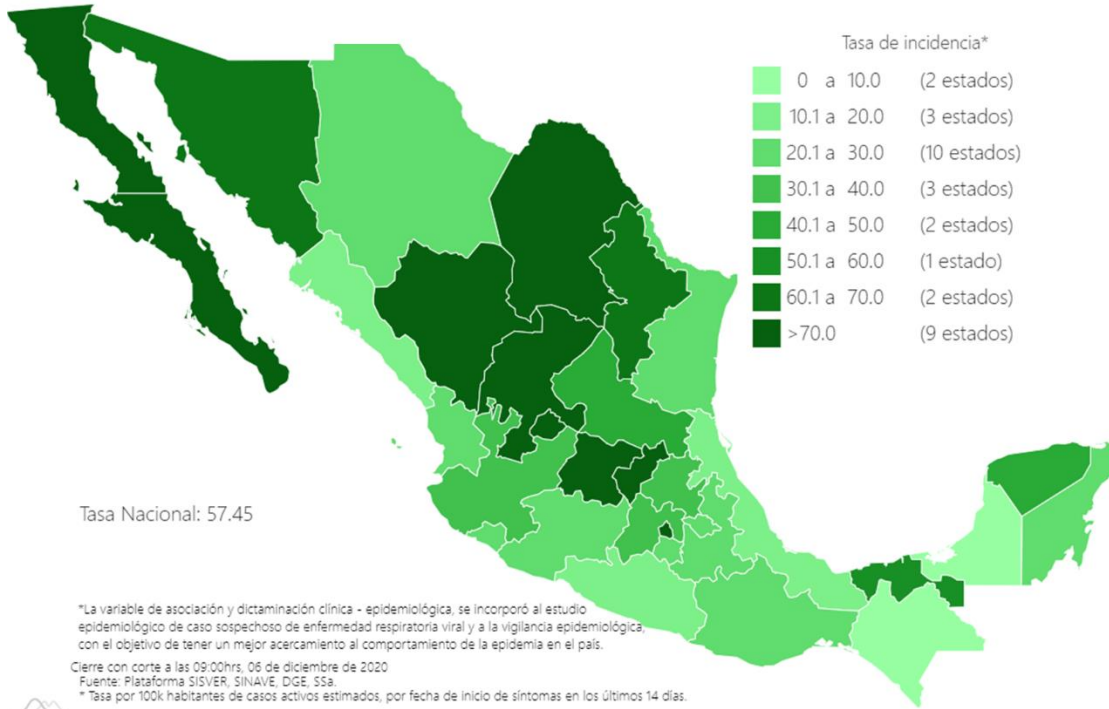 Tasa de incidencia*
0 a 10.0 (2 estados)
10.1 a 20.0 (3 estados)
20.1 a 30.0 (10 estados)
30.1 a 40.0 (3 estados)
40.1 a 50.0 (2 estados)
50.1 a 60.0 (1 estado)
60.1 a 70.0 (2 estados)
>70.0 (9 estados)
Tasa Nacional: 57.45
*La variable de asociación y dictaminación clínica - epidemiológica, se incorporó al estudio
epidemiológico de caso sospechoso de enfermedad respiratoria viral y a la vigilancia epidemiológica,
con el objetivo de tener un mejor acercamiento al comportamiento de la epidemia en el país.
Cierre con corte a las 09:00hrs, 06 de diciembre de 2020
Fuente: Plataforma SISVER, SINAVE, DGE, SSa.
* Tasa por 100k habitantes de casos activos estimados, por fecha de inicio de síntomas en los últimos 14 días.